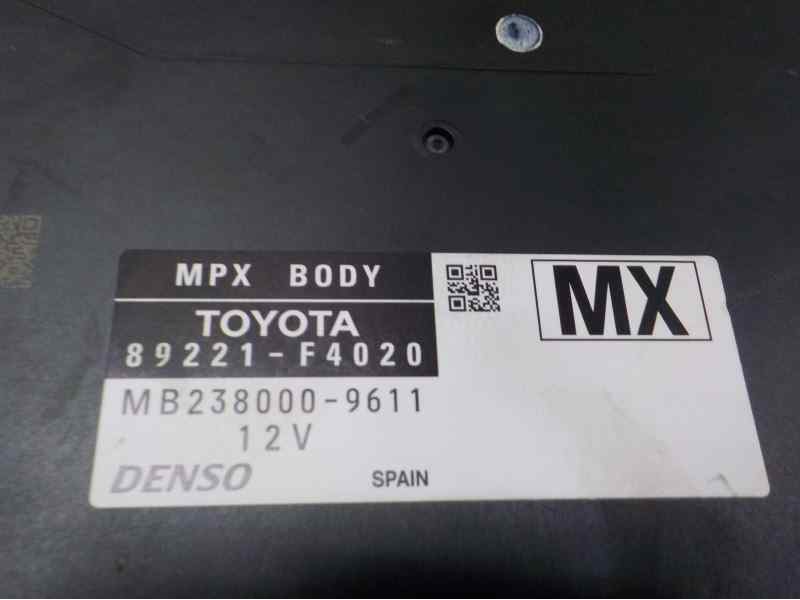 MPX BODY
MX
TOYOTA
89221-F4020
MB238000-9611
12V
DENSO SPAIN